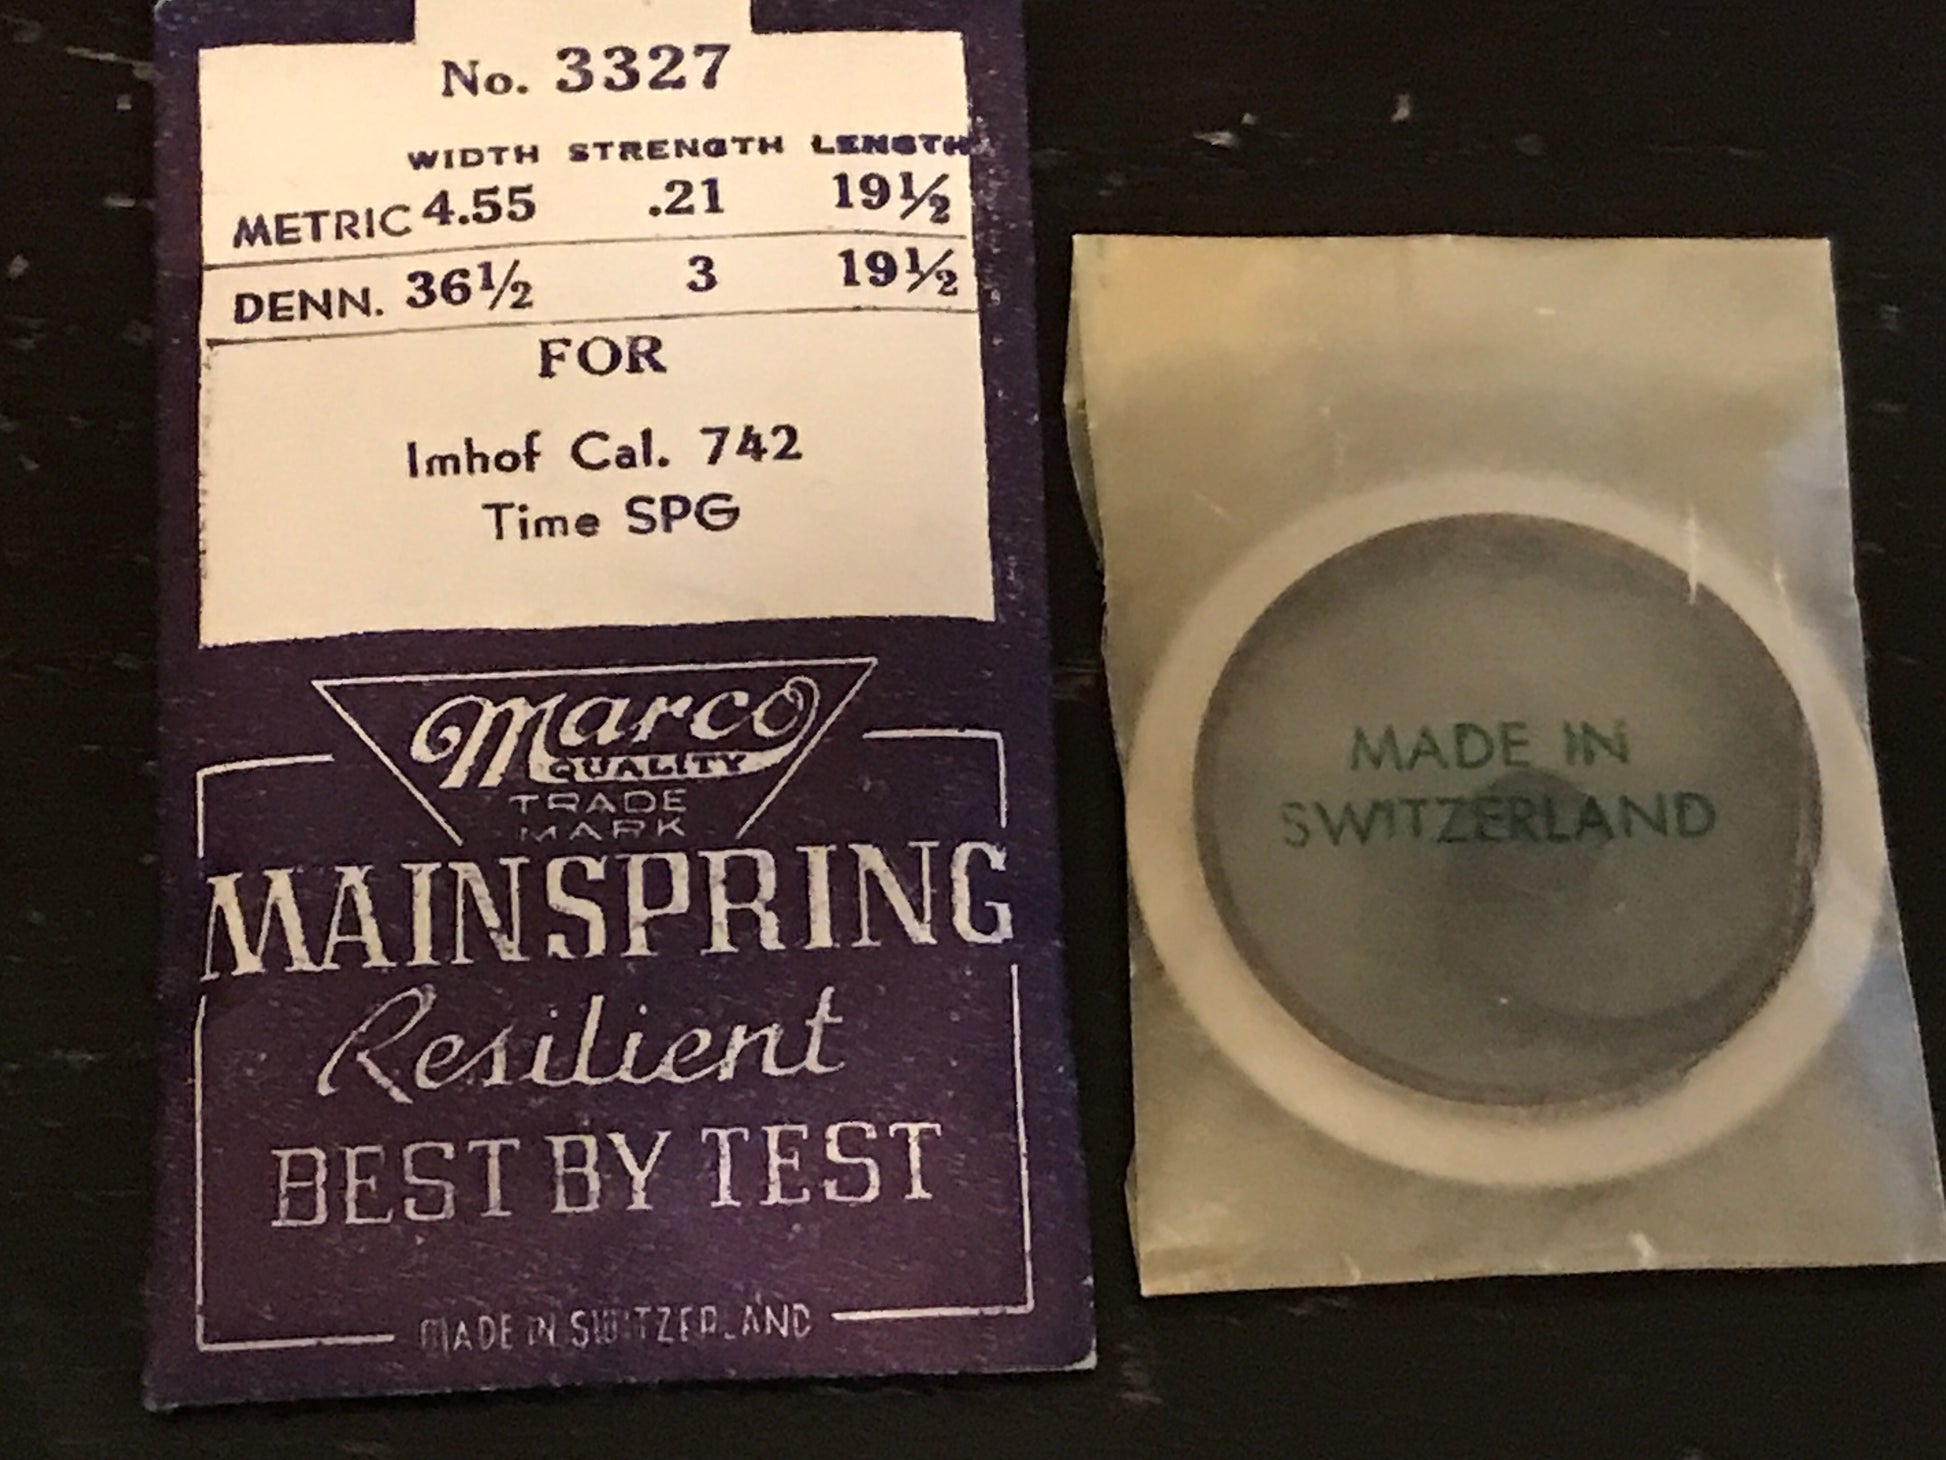 No. 3327
WIDTH STRENGTH LENGTH
METRIC 4.55 .21 19½
DENN. 36½ 3 19½
FOR
Imhof Cal. 742
Time SPG
Marco
QUALITY
TRADE
MARK
MAINSPRING
Resilient
BEST BY TEST
MADE IN SWITZERLAND
MADE IN
SWITZERLAND